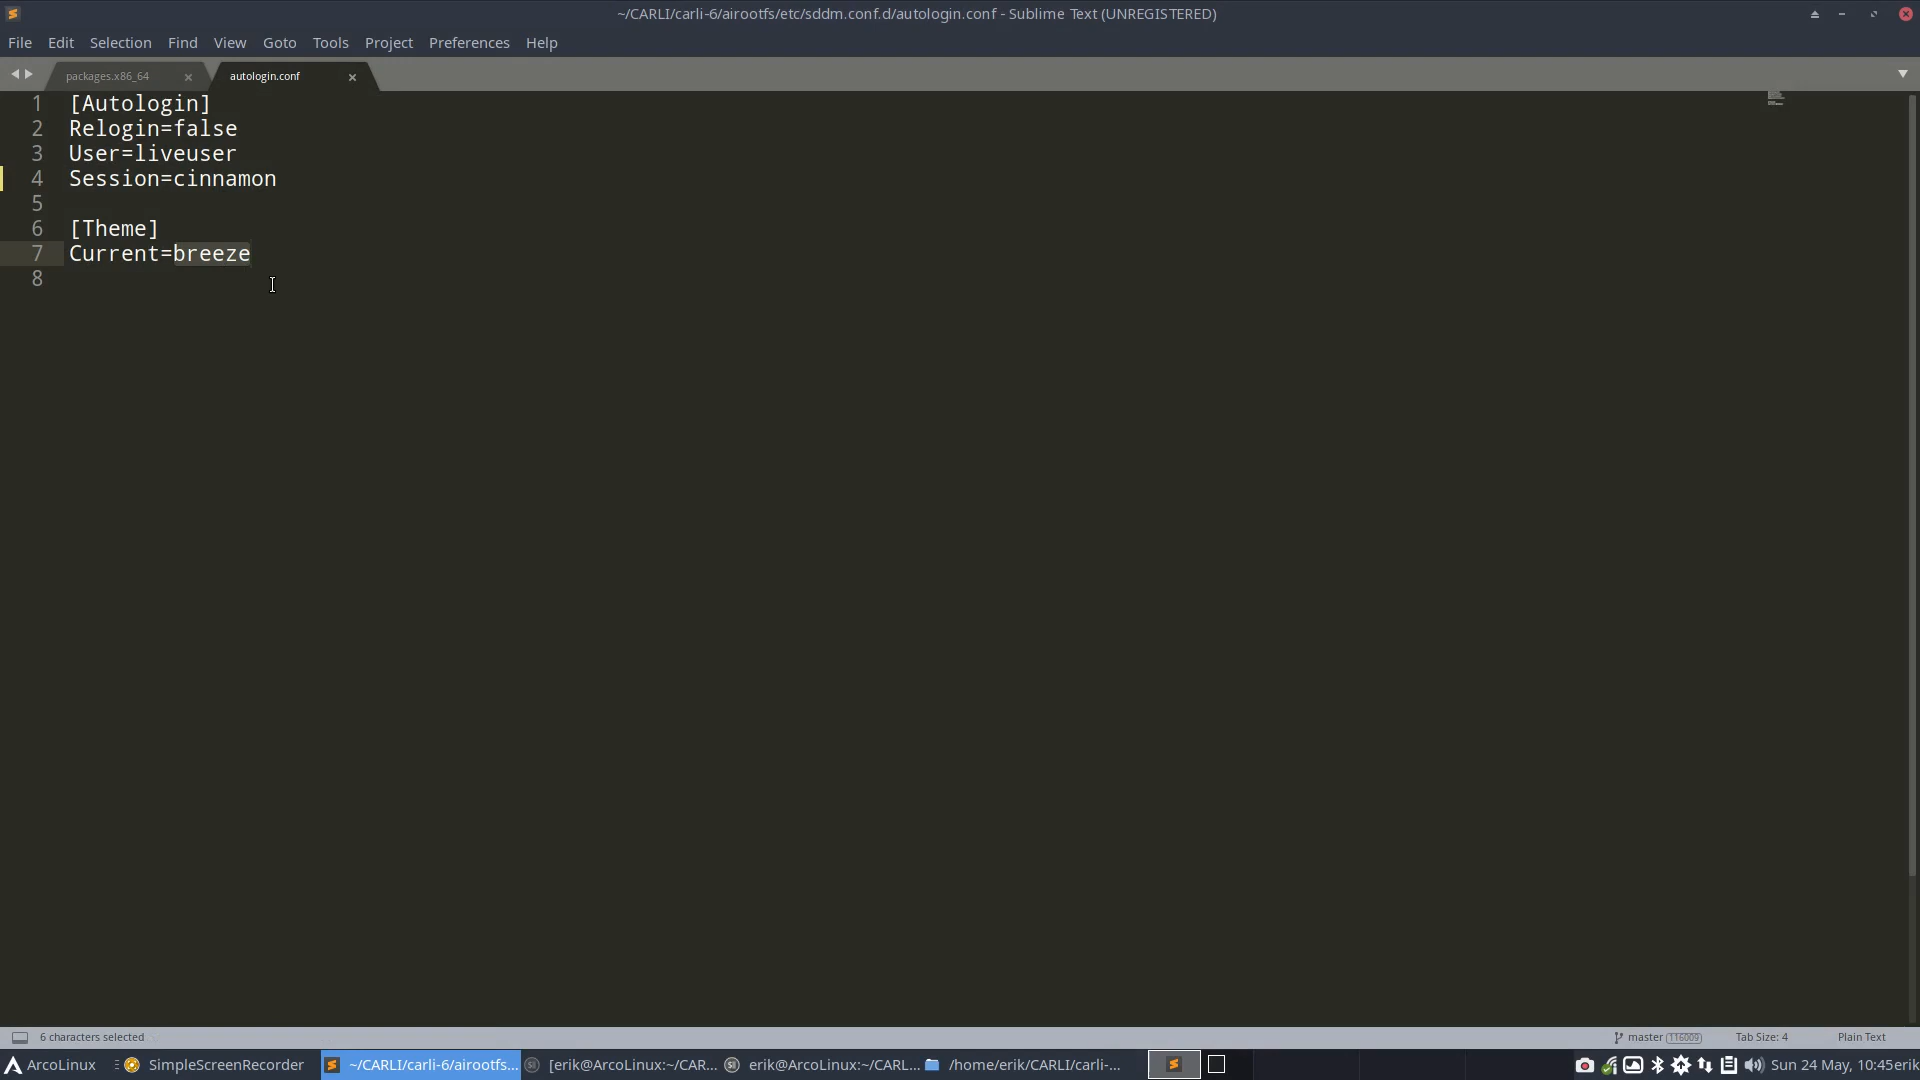 ~/CARLI/carli-6/airootfs/etc/sddm.conf.d/autologin.conf - Sublime Text (UNREGISTERED)
File Edit Selection Find View Goto Tools Project Preferences Help
packages.x86_64 autologin.conf
1 [Autologin]
2 Relogin=false
3 User=liveuser
4 Session=cinnamon
5
6 [Theme]
7 Current=breeze
8
6 characters selected master 116009 Tab Size: 4 Plain Text
ArcoLinux SimpleScreenRecorder ~/CARLI/carli-6/airootfs... [erik@ArcoLinux:~/CAR... erik@ArcoLinux:~/CARL... /home/erik/CARLI/carli-... Sun 24 May, 10:45 erik